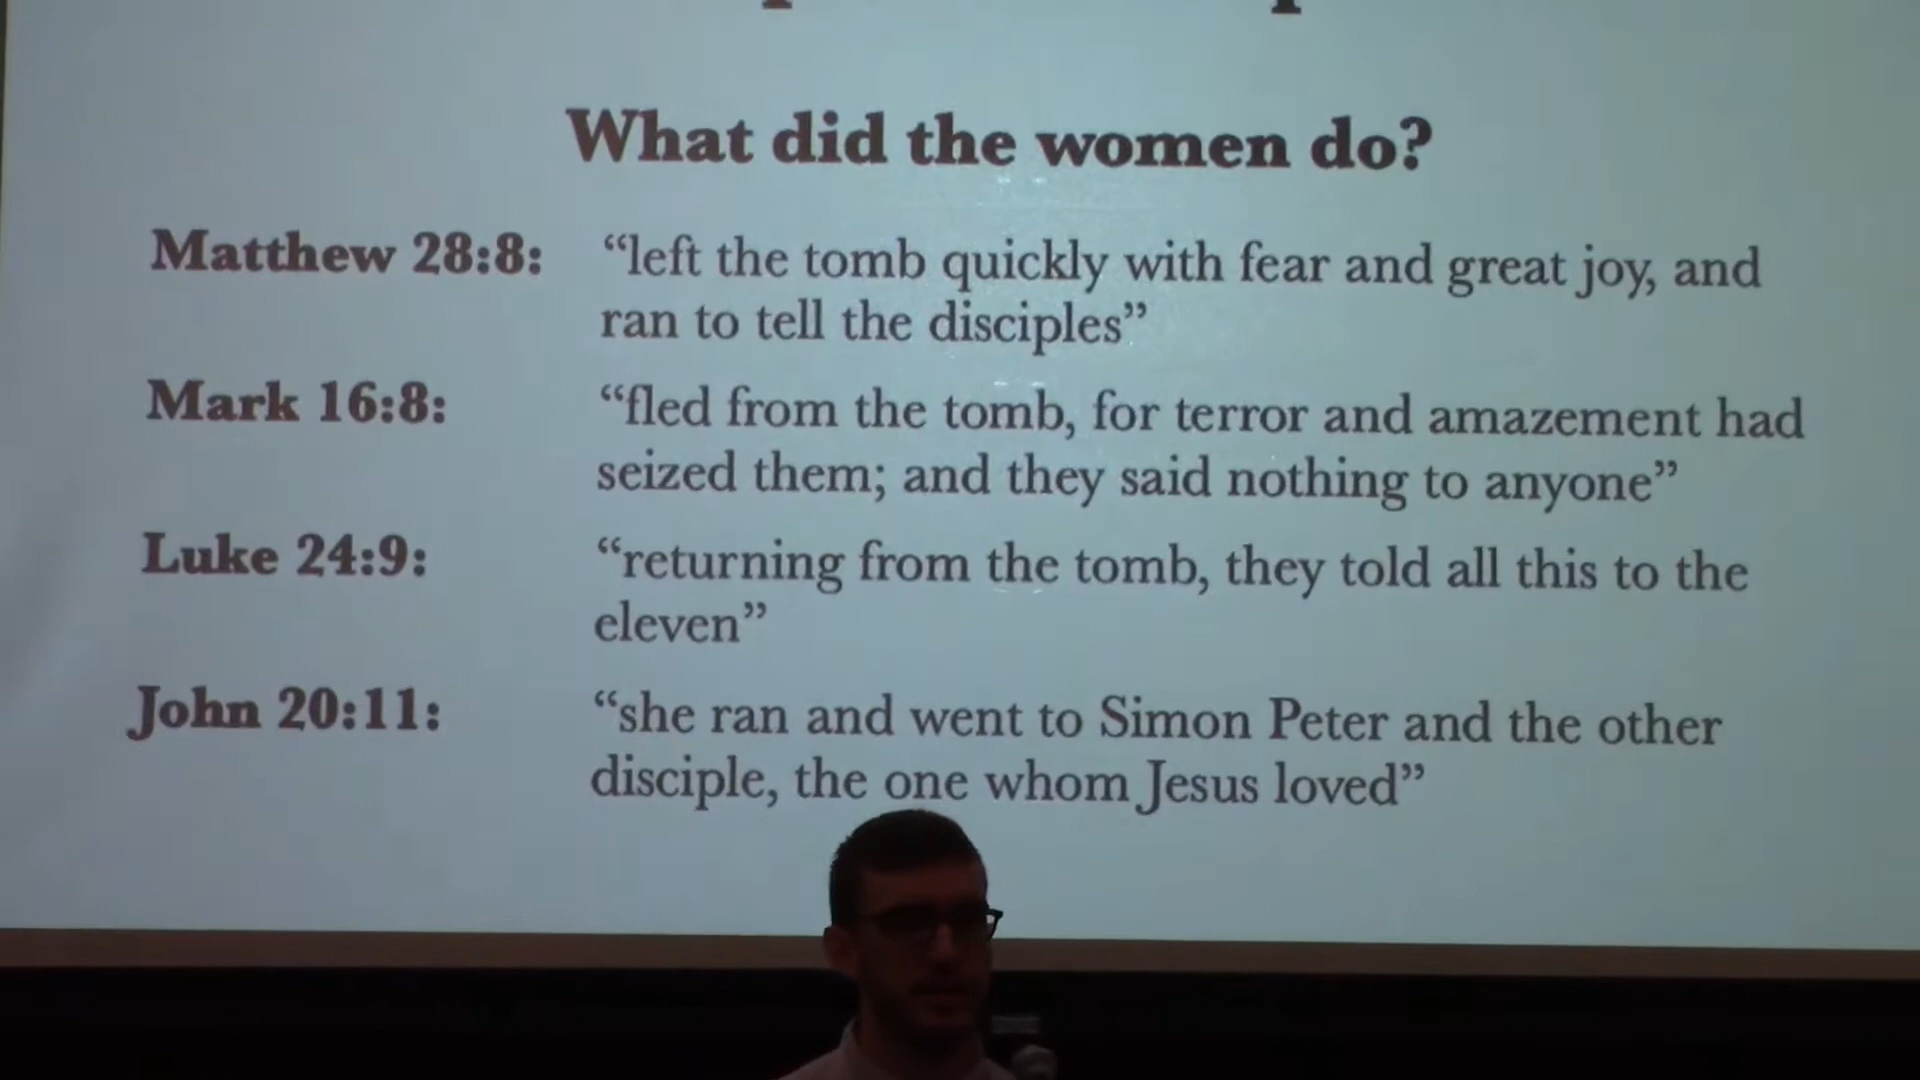 What did the women do?
Matthew 28:8: “left the tomb quickly with fear and great joy, and
ran to tell the disciples”
Mark 16:8: “fled from the tomb, for terror and amazement had
seized them; and they said nothing to anyone”
Luke 24:9: “returning from the tomb, they told all this to the
eleven”
John 20:11: “she ran and went to Simon Peter and the other
disciple, the one whom Jesus loved”